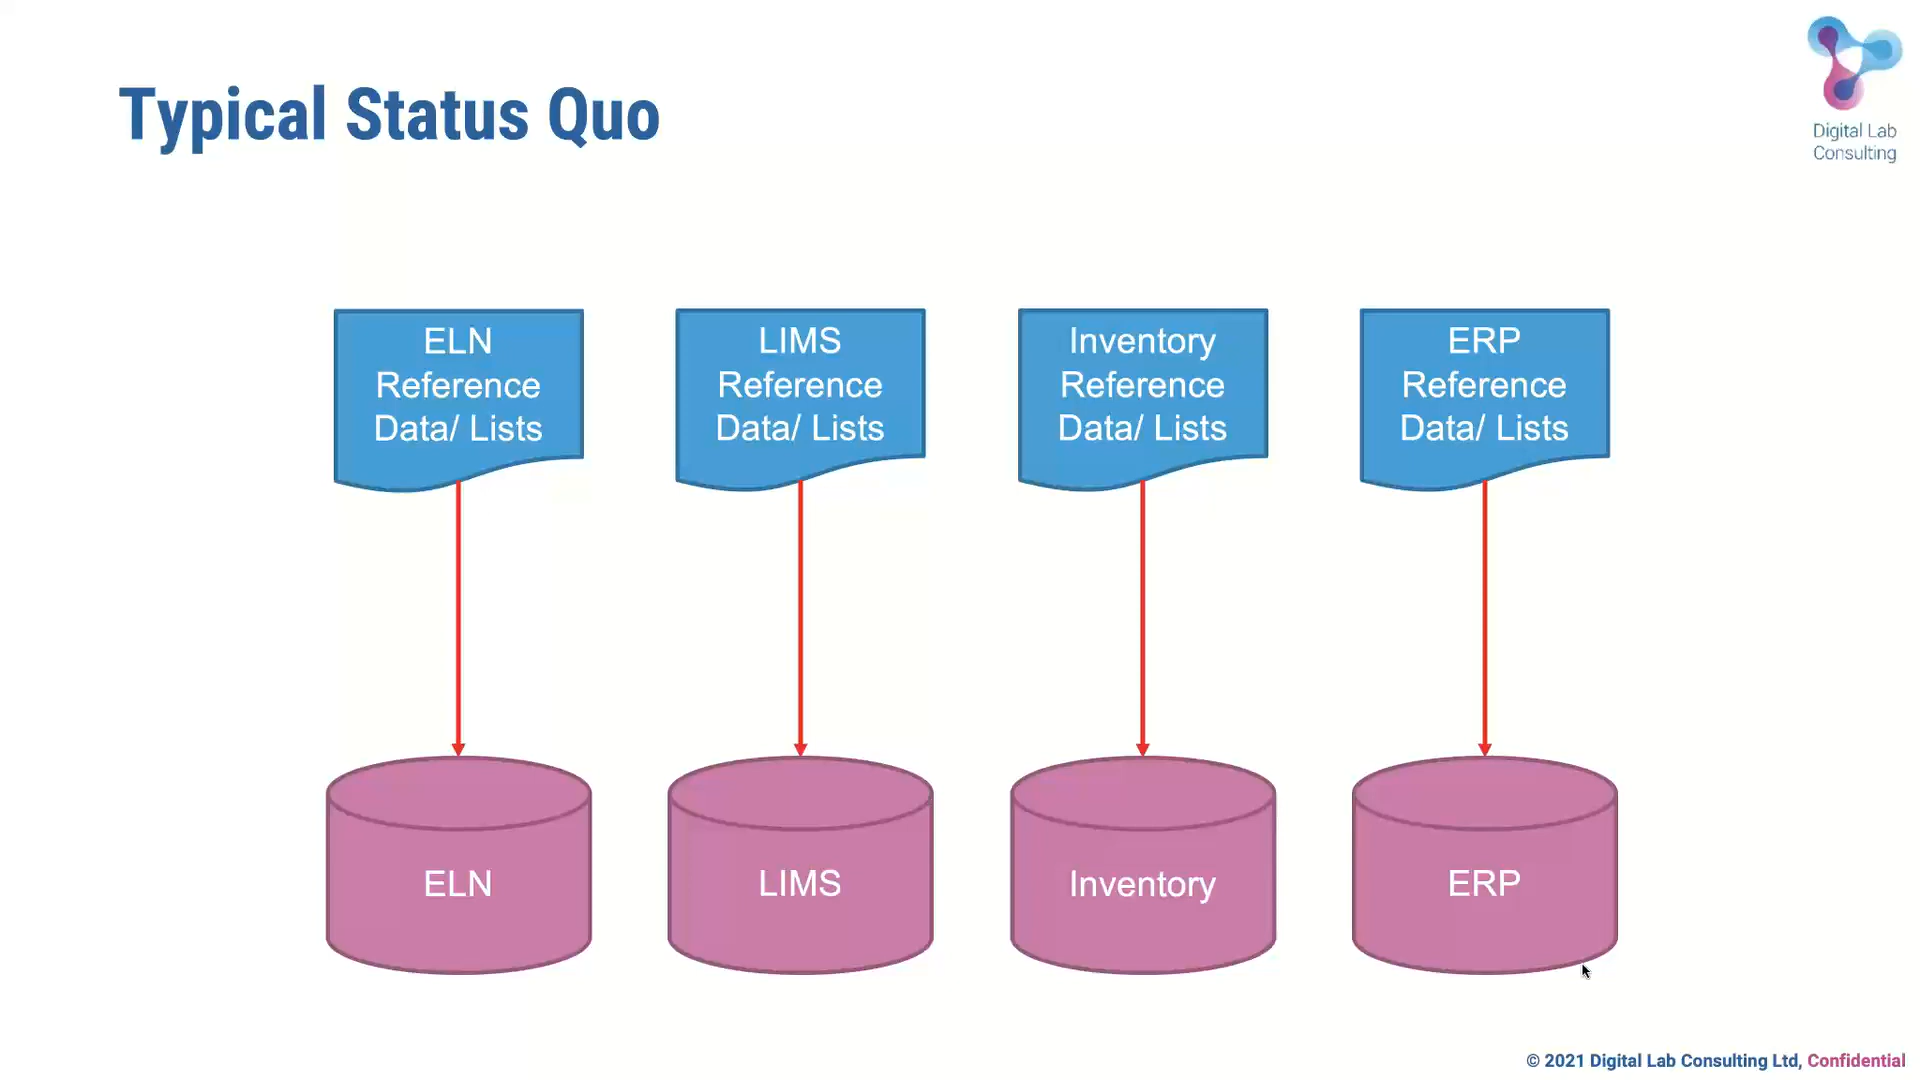 Typical Status Quo
Digital Lab
Consulting
ELN
Reference
Data/ Lists
LIMS
Reference
Data/ Lists
Inventory
Reference
Data/ Lists
ERP
Reference
Data/ Lists
ELN
LIMS
Inventory
ERP
© 2021 Digital Lab Consulting Ltd, Confidential